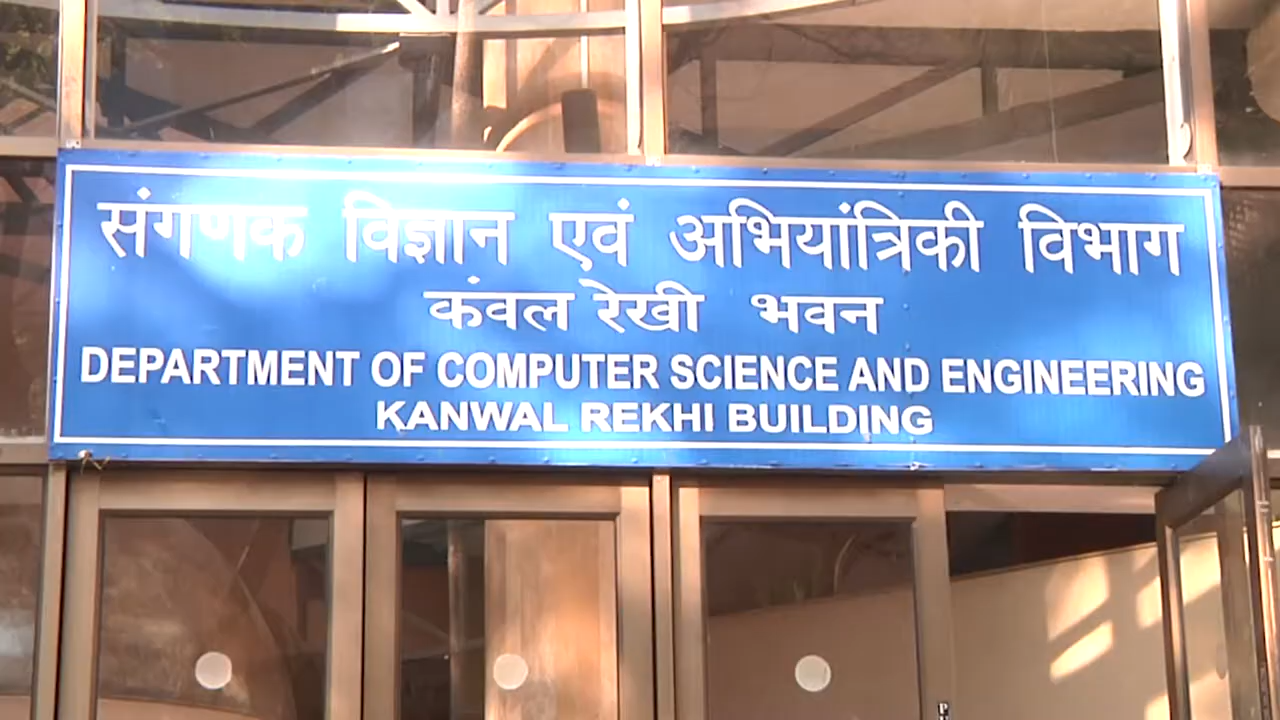 संगणक विज्ञान एवं अभियांत्रिकी विभाग
कंवल रेखी भवन
DEPARTMENT OF COMPUTER SCIENCE AND ENGINEERING
KANWAL REKHI BUILDING